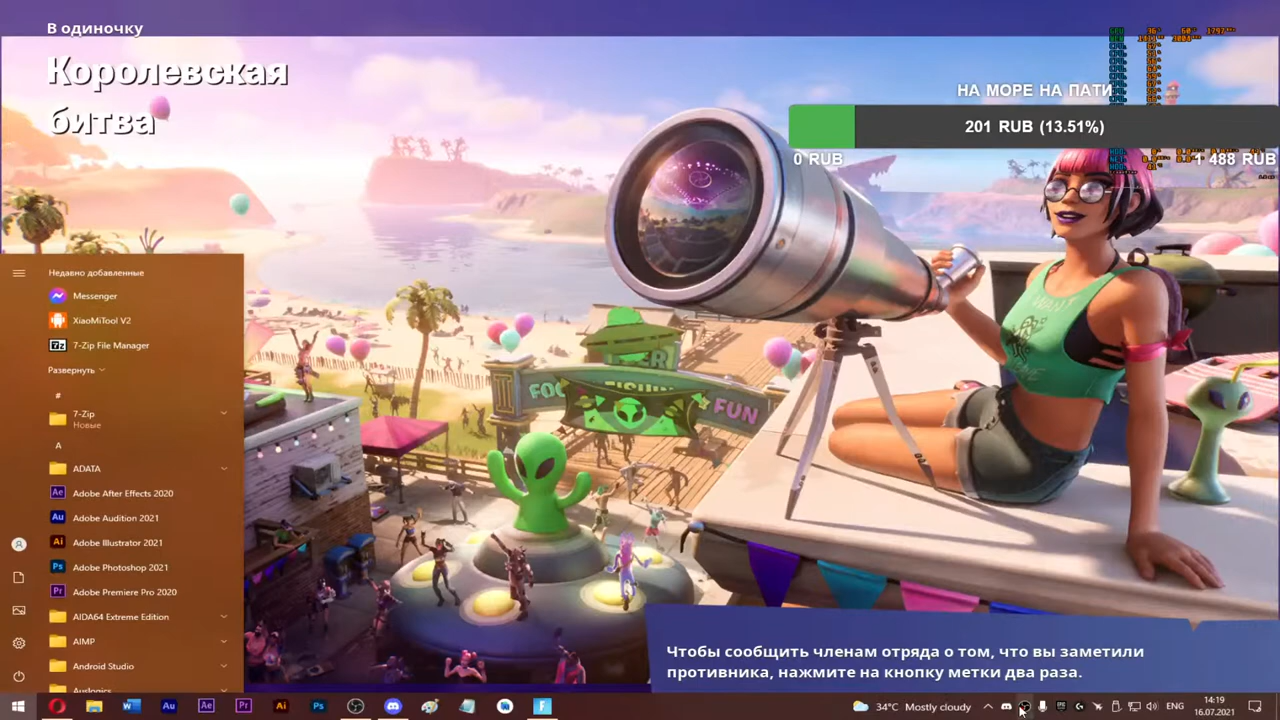 В одиночку
Королевская
битва
НА МОРЕ НА ПАТИ
201 RUB (13.51%)
0 RUB
1 488 RUB
WANT
FOO
FISHIN'
FUN
Недавно добавленные
Messenger
XiaoMiTool V2
7-Zip File Manager
Развернуть
#
7-Zip
Новые
A
ADATA
Adobe After Effects 2020
Adobe Audition 2021
Adobe Illustrator 2021
Adobe Photoshop 2021
Adobe Premiere Pro 2020
AIDA64 Extreme Edition
AIMP
Android Studio
Auslogics
Чтобы сообщить членам отряда о том, что вы заметили
противника, нажмите на кнопку метки два раза.
34°C Mostly cloudy
ENG
14:19
16.07.2021